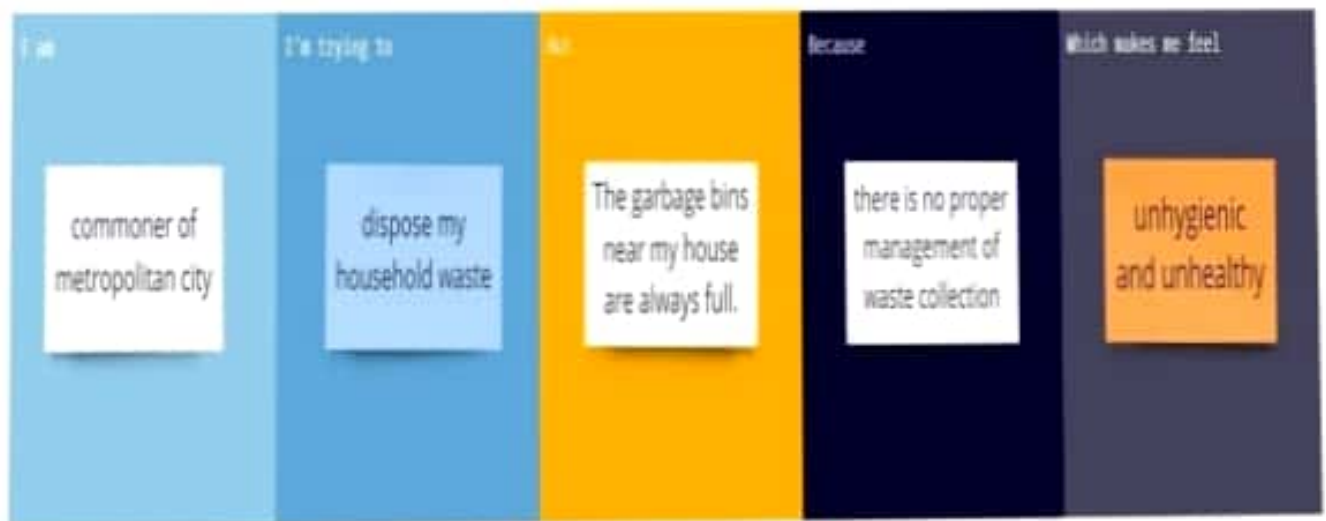 I am
commoner of
metropolitan city
I'm trying to
dispose my
household waste
But
The garbage bins
near my house
are always full.
Because
there is no proper
management of
waste collection
Which makes me feel
unhygienic
and unhealthy